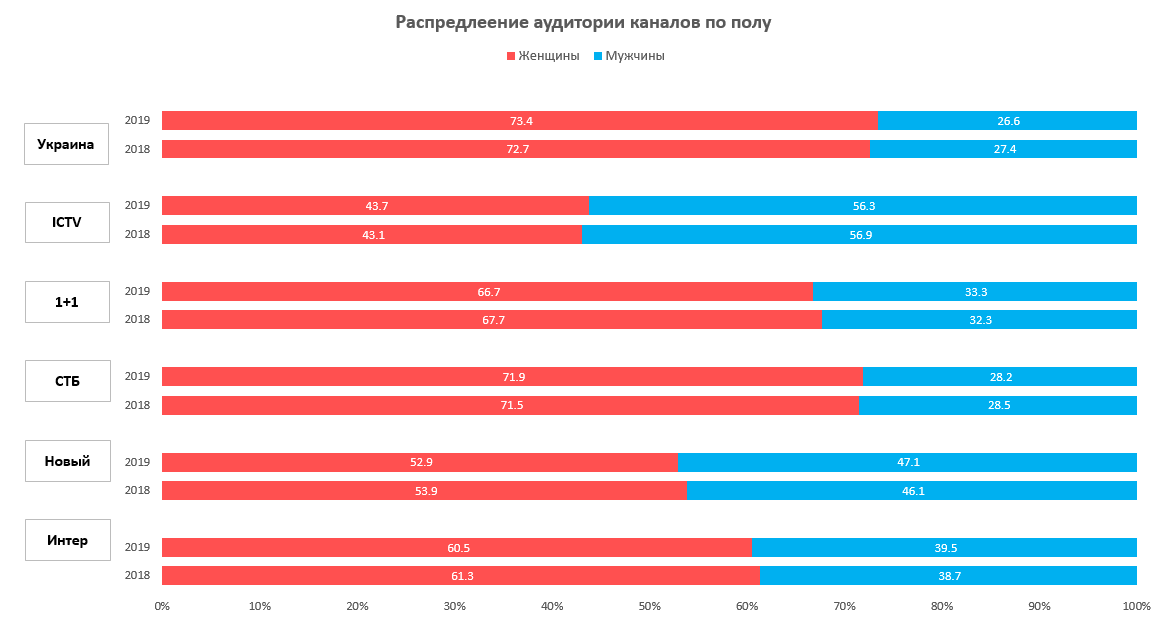 Распредлеение аудитории каналов по полу
Женщины Мужчины
Украина
2019 73.4 26.6
2018 72.7 27.4
ICTV
2019 43.7 56.3
2018 43.1 56.9
1+1
2019 66.7 33.3
2018 67.7 32.3
СТБ
2019 71.9 28.2
2018 71.5 28.5
Новый
2019 52.9 47.1
2018 53.9 46.1
Интер
2019 60.5 39.5
2018 61.3 38.7
0% 10% 20% 30% 40% 50% 60% 70% 80% 90% 100%